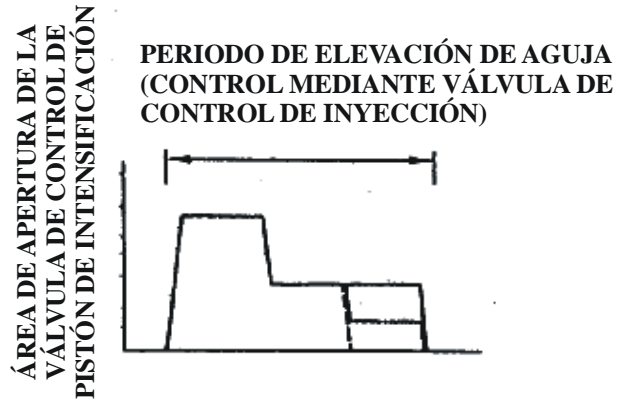 ÁREA DE APERTURA DE LA
VÁLVULA DE CONTROL DE
PISTÓN DE INTENSIFICACIÓN
PERIODO DE ELEVACIÓN DE AGUJA
(CONTROL MEDIANTE VÁLVULA DE
CONTROL DE INYECCIÓN)